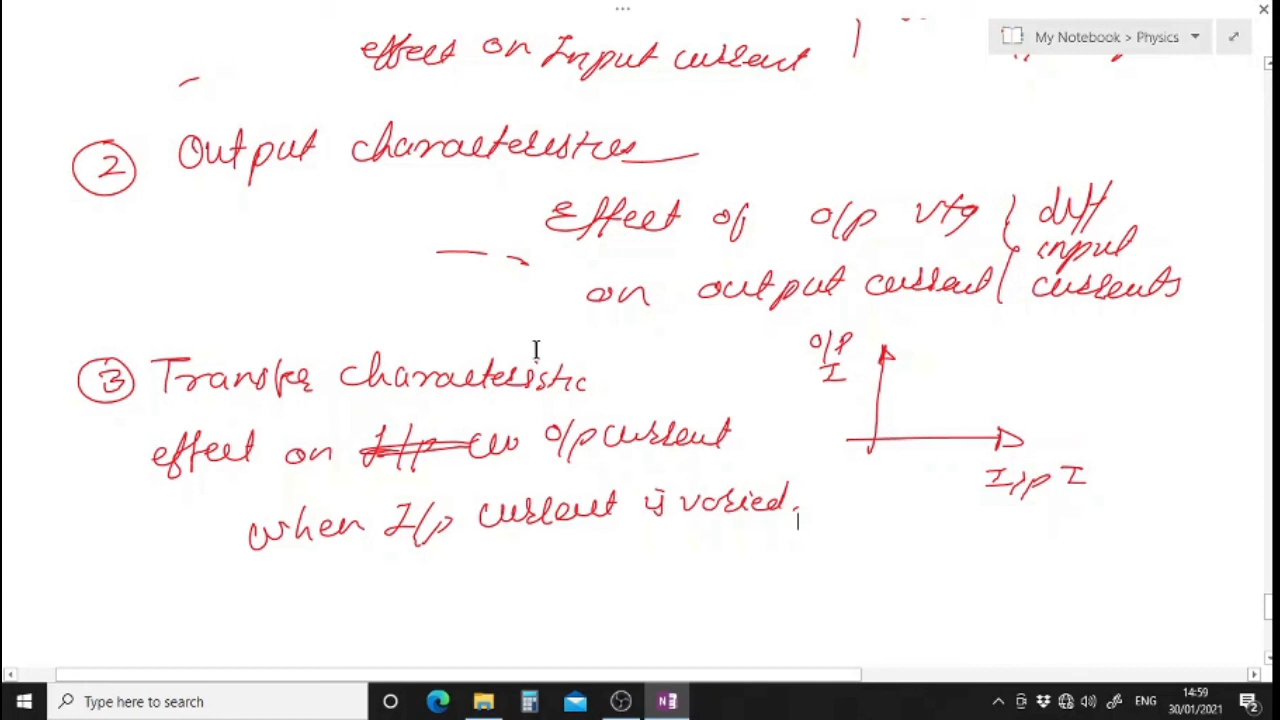 My Notebook > Physics
effect on Input current
② Output characteristics
Effect of o/p vtg
on output current
diff
input
currents
③ Transfer characteristic
effect on o/p current
when I/p current is varied.
O/P
I
I/p I
Type here to search
ENG
14:59
30/01/2021
2